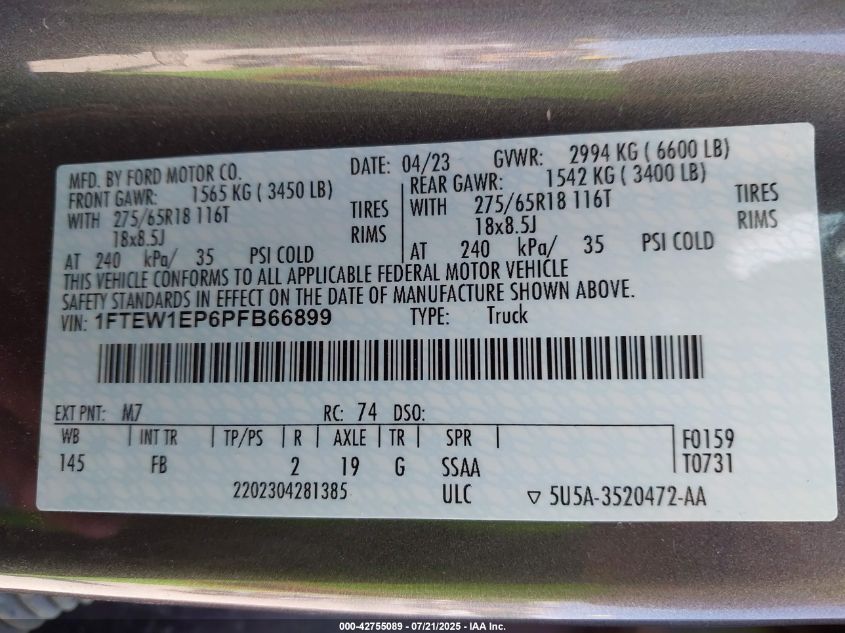 MFD. BY FORD MOTOR CO.
DATE: 04/23 GVWR: 2994 KG ( 6600 LB)
FRONT GAWR: 1565 KG ( 3450 LB)
REAR GAWR: 1542 KG ( 3400 LB)
WITH 275/65R18 116T TIRES
WITH 275/65R18 116T TIRES
18x8.5J RIMS
18x8.5J RIMS
AT 240 kPa/ 35 PSI COLD
AT 240 kPa/ 35 PSI COLD
THIS VEHICLE CONFORMS TO ALL APPLICABLE FEDERAL MOTOR VEHICLE
SAFETY STANDARDS IN EFFECT ON THE DATE OF MANUFACTURE SHOWN ABOVE.
VIN: 1FTEW1EP6PFB66899 TYPE: Truck
EXT PNT: M7 RC: 74 DSO:
WB INT TR TP/PS R AXLE TR SPR F0159
145 FB 2 19 G SSAA T0731
2202304281385 ULC ▽ 5U5A-3520472-AA
000-42755089 - 07/21/2025 - IAA Inc.